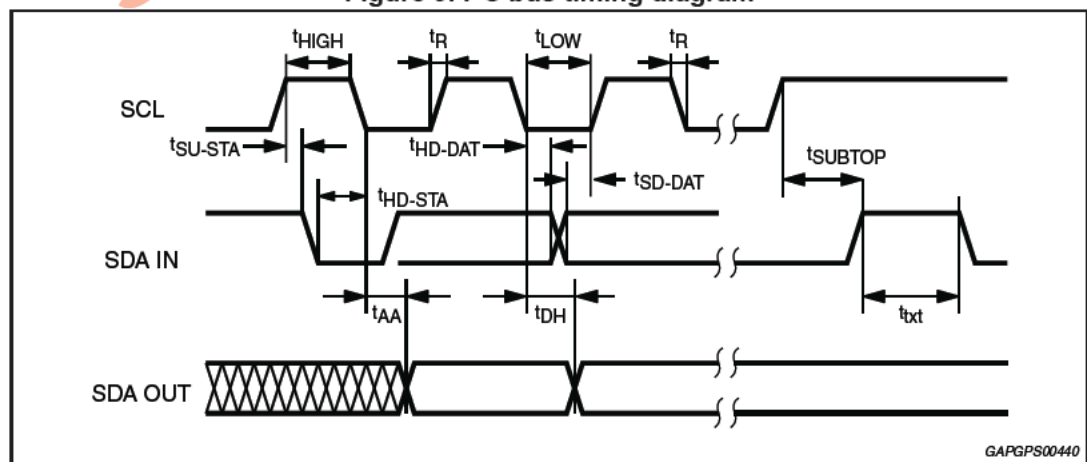 tHIGH tR tLOW tR
SCL
tSU-STA tHD-DAT tSUBTOP
tSD-DAT
tHD-STA
SDA IN
tAA tDH ttxt
SDA OUT
GAPGPS00440